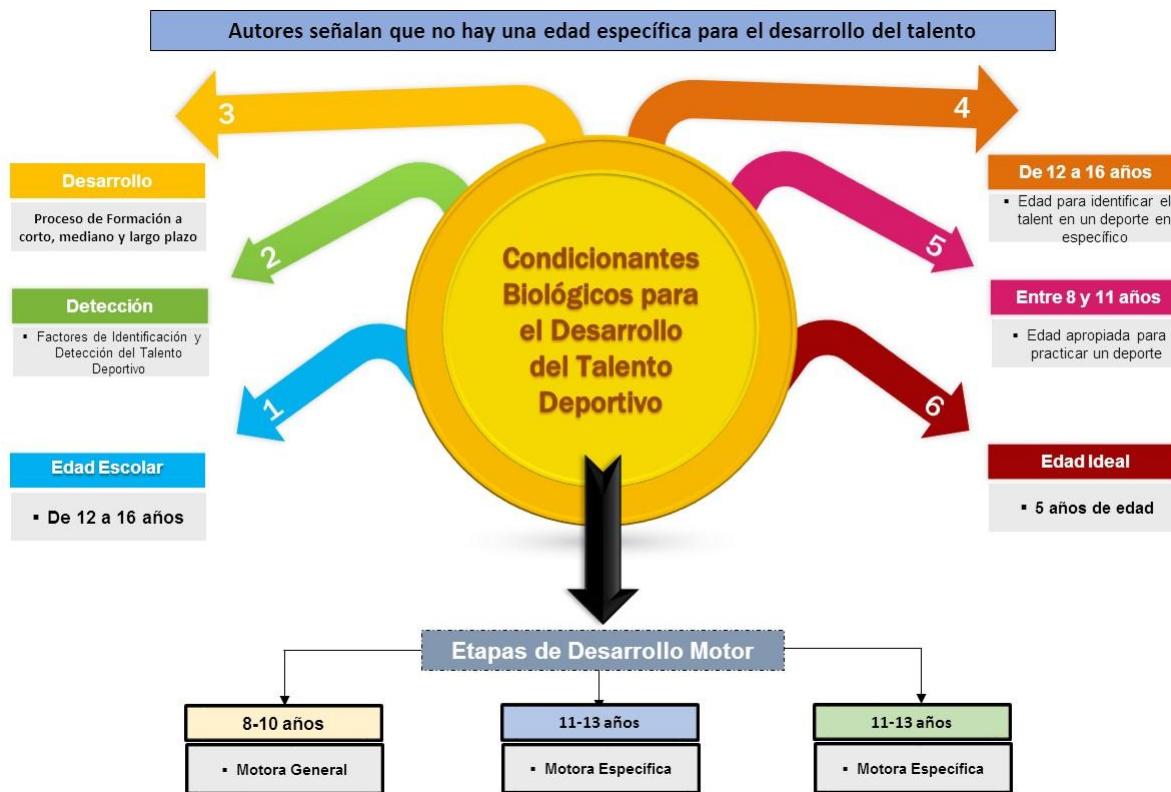 Autores señalan que no hay una edad específica para el desarrollo del talento
3
4
Desarrollo
Proceso de Formación a
corto, mediano y largo plazo
2
Detección
▪ Factores de Identificación y
Detección del Talento
Deportivo
1
Edad Escolar
▪ De 12 a 16 años
Condicionantes
Biológicos para
el Desarrollo
del Talento
Deportivo
De 12 a 16 años
▪ Edad para identificar el
talent en un deporte en
específico
5
Entre 8 y 11 años
▪ Edad apropiada para
practicar un deporte
6
Edad Ideal
▪ 5 años de edad
Etapas de Desarrollo Motor
8-10 años
▪ Motora General
11-13 años
▪ Motora Específica
11-13 años
▪ Motora Específica